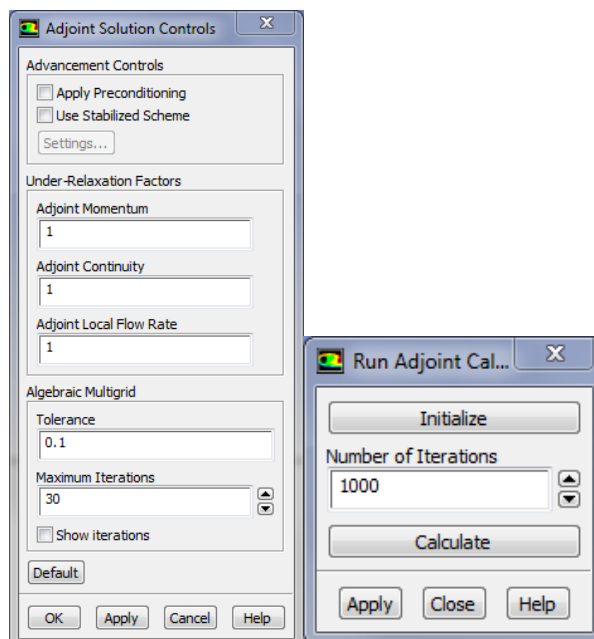 Adjoint Solution Controls
Advancement Controls
Apply Preconditioning
Use Stabilized Scheme
Settings...
Under-Relaxation Factors
Adjoint Momentum
1
Adjoint Continuity
1
Adjoint Local Flow Rate
1
Algebraic Multigrid
Tolerance
0.1
Maximum Iterations
30
Show iterations
Default
OK Apply Cancel Help
Run Adjoint Cal...
Initialize
Number of Iterations
1000
Calculate
Apply Close Help